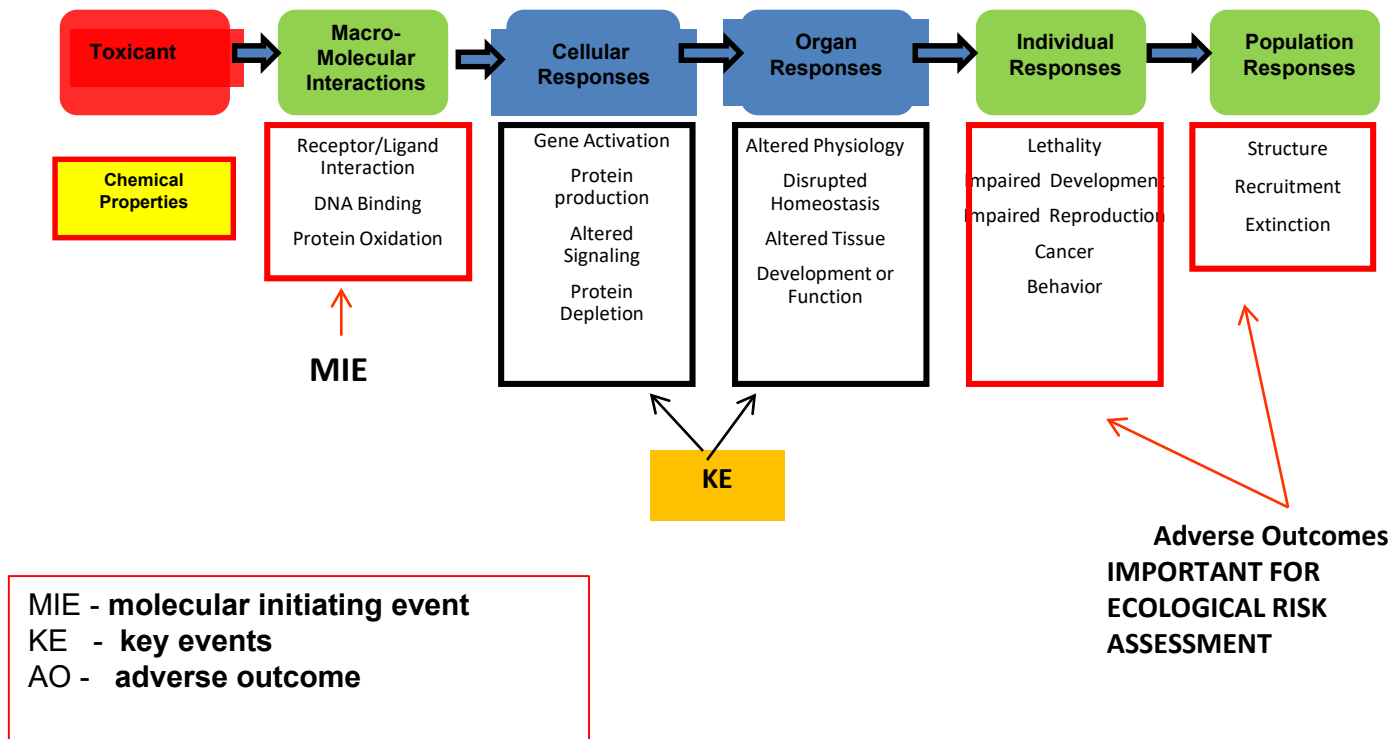 Toxicant
Macro-
Molecular
Interactions
Cellular
Responses
Organ
Responses
Individual
Responses
Population
Responses
Chemical
Properties
Receptor/Ligand
Interaction
DNA Binding
Protein Oxidation
Gene Activation
Protein
production
Altered
Signaling
Protein
Depletion
Altered Physiology
Disrupted
Homeostasis
Altered Tissue
Development or
Function
Lethality
Impaired Development
Impaired Reproduction
Cancer
Behavior
Structure
Recruitment
Extinction
MIE
KE
Adverse Outcomes
IMPORTANT FOR
ECOLOGICAL RISK
ASSESSMENT
MIE - molecular initiating event
KE - key events
AO - adverse outcome